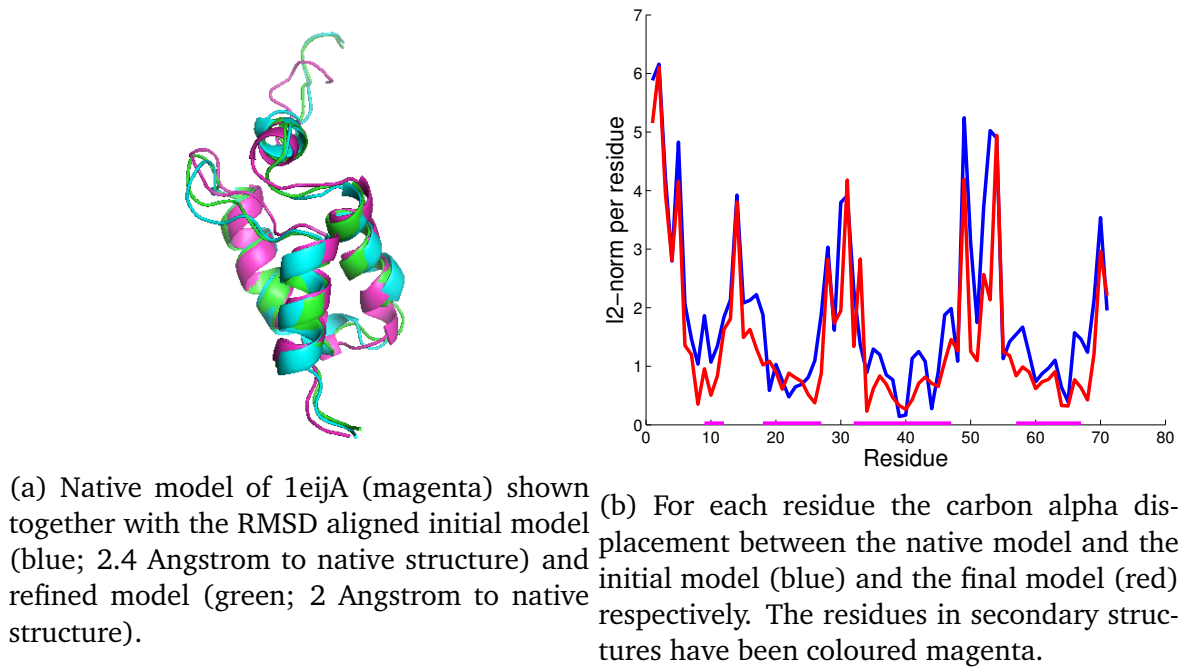 7
6
5
4
3
2
1
0
l2−norm per residue
0 10 20 30 40 50 60 70 80
Residue
(a) Native model of 1eijA (magenta) shown
together with the RMSD aligned initial model
(blue; 2.4 Angstrom to native structure) and
refined model (green; 2 Angstrom to native
structure).
(b) For each residue the carbon alpha dis-
placement between the native model and the
initial model (blue) and the final model (red)
respectively. The residues in secondary struc-
tures have been coloured magenta.